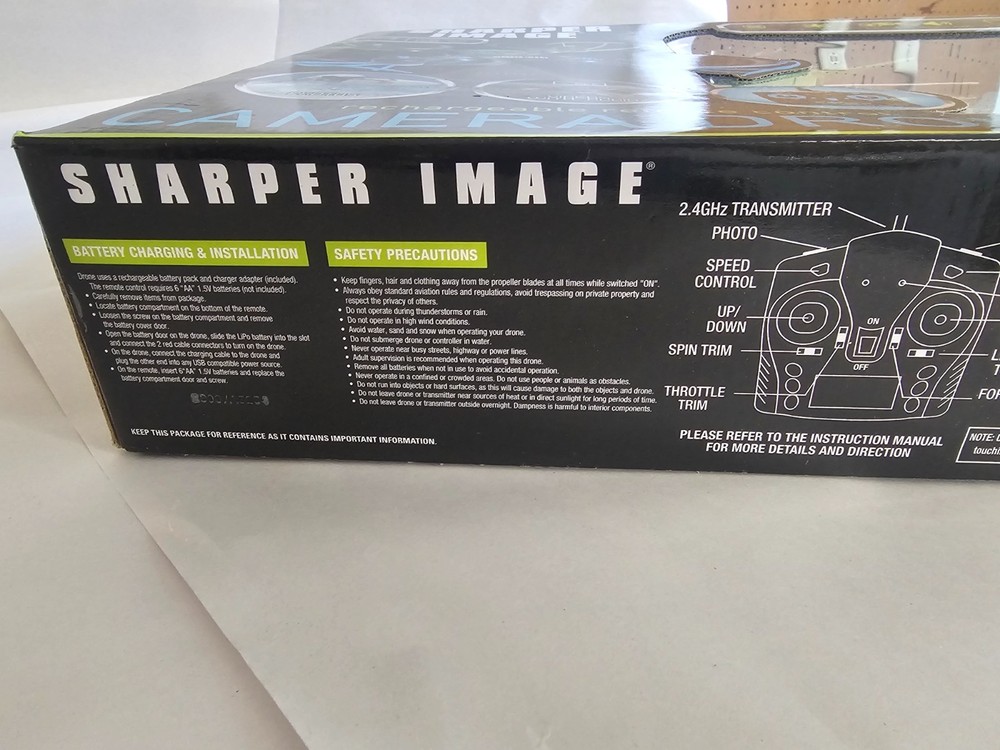 SHARPER IMAGE
rechargeable
CAMERA DRO
SHARPER IMAGE®
BATTERY CHARGING & INSTALLATION
Drone uses a rechargeable battery pack and charger adapter (included).
The remote control requires 6 "AA" 1.5V batteries (not included).
• Carefully remove items from package.
• Locate battery compartment on the bottom of the remote.
• Loosen the screw on the battery compartment and remove
the battery cover door.
• Open the battery door on the drone, slide the LiPo battery into the slot
and connect the 2 red cable connectors to turn on the drone.
• On the drone, connect the charging cable to the drone and
plug the other end into any USB compatible power source.
• On the remote, insert 6"AA" 1.5V batteries and replace the
battery compartment door and screw.
KEEP THIS PACKAGE FOR REFERENCE AS IT CONTAINS IMPORTANT INFORMATION.
SAFETY PRECAUTIONS
• Keep fingers, hair and clothing away from the propeller blades at all times while switched "ON".
• Always obey standard aviation rules and regulations, avoid trespassing on private property and
respect the privacy of others.
• Do not operate during thunderstorms or rain.
• Do not operate in high wind conditions.
• Avoid water, sand and snow when operating your drone.
• Do not submerge drone or controller in water.
• Never operate near busy streets, highway or power lines.
• Adult supervision is recommended when operating this drone.
• Remove all batteries when not in use to avoid accidental operation.
• Never operate in a confined or crowded areas. Do not use people or animals as obstacles.
• Do not run into objects or hard surfaces, as this will cause damage to both the objects and drone.
• Do not leave drone or transmitter near sources of heat or in direct sunlight for long periods of time.
• Do not leave drone or transmitter outside overnight. Dampness is harmful to interior components.
2.4GHz TRANSMITTER
PHOTO
SPEED
CONTROL
UP/
DOWN
SPIN TRIM
THROTTLE
TRIM
ON
OFF
L
T
FOR
PLEASE REFER TO THE INSTRUCTION MANUAL
FOR MORE DETAILS AND DIRECTION
NOTE:
touchi